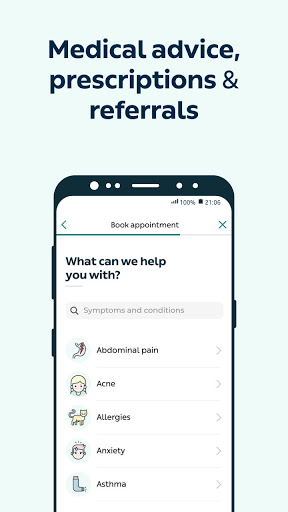 Medical advice,
prescriptions &
referrals
100% 21:06
Book appointment
What can we help
you with?
Symptoms and conditions
Abdominal pain
Acne
Allergies
Anxiety
Asthma